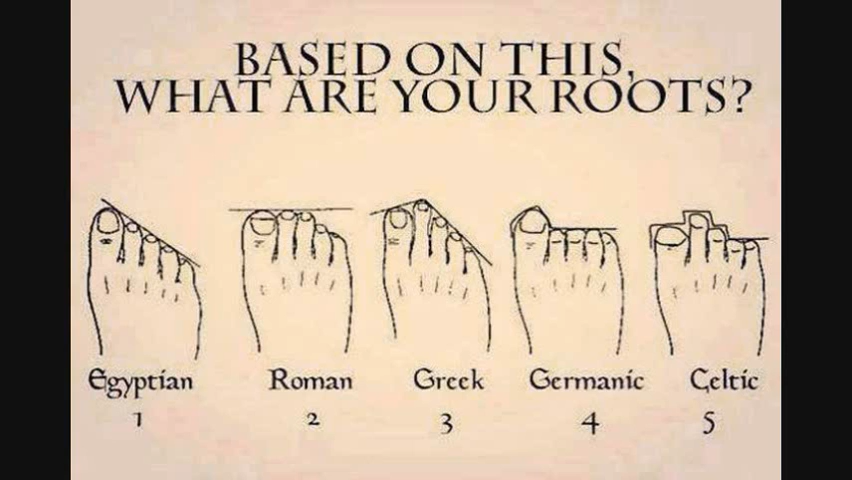 BASED ON THIS,
WHAT ARE YOUR ROOTS?
Egyptian Roman Greek Germanic Celtic
1 2 3 4 5